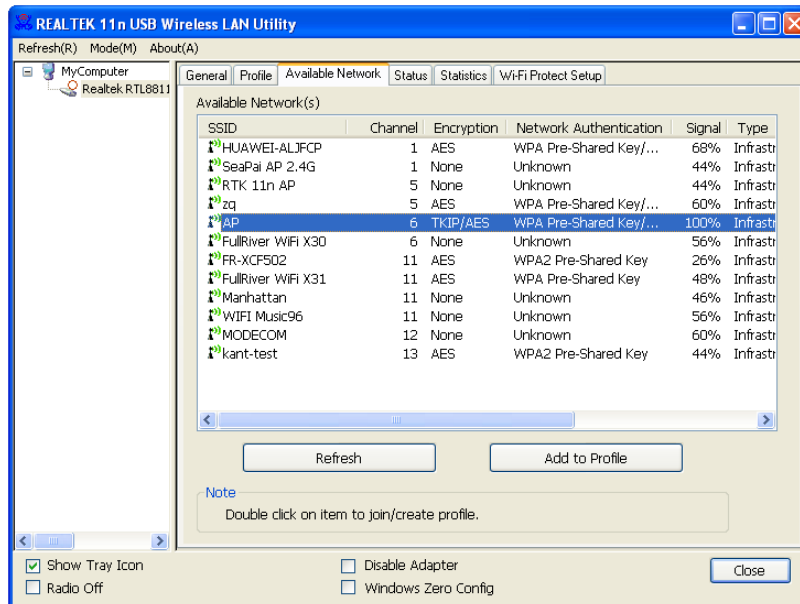 REALTEK 11n USB Wireless LAN Utility
Refresh(R) Mode(M) About(A)
MyComputer
Realtek RTL8811
General Profile Available Network Status Statistics Wi-Fi Protect Setup
Available Network(s)
SSID Channel Encryption Network Authentication Signal Type
HUAWEI-ALJFCP 1 AES WPA Pre-Shared Key/... 68% Infrastr
SeaPai AP 2.4G 1 None Unknown 44% Infrastr
RTK 11n AP 5 None Unknown 44% Infrastr
zq 5 AES WPA Pre-Shared Key/... 60% Infrastr
AP 6 TKIP/AES WPA Pre-Shared Key/... 100% Infrastr
FullRiver WiFi X30 6 None Unknown 56% Infrastr
FR-XCF502 11 AES WPA2 Pre-Shared Key 26% Infrastr
FullRiver WiFi X31 11 AES WPA Pre-Shared Key 48% Infrastr
Manhattan 11 None Unknown 46% Infrastr
WIFI Music96 11 None Unknown 56% Infrastr
MODECOM 12 None Unknown 60% Infrastr
kant-test 13 AES WPA2 Pre-Shared Key 44% Infrastr
Refresh Add to Profile
Note
Double click on item to join/create profile.
Show Tray Icon Disable Adapter
Radio Off Windows Zero Config
Close